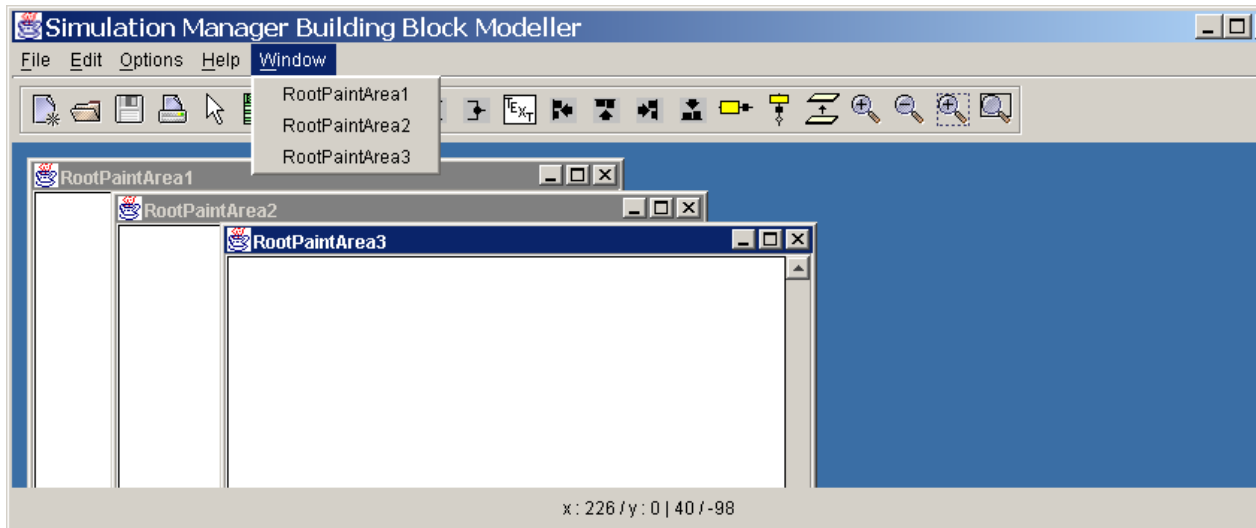 Simulation Manager Building Block Modeller
File Edit Options Help Window
RootPaintArea1
RootPaintArea2
RootPaintArea3
TEXT
RootPaintArea1
RootPaintArea2
RootPaintArea3
x : 226 / y : 0 | 40 / -98